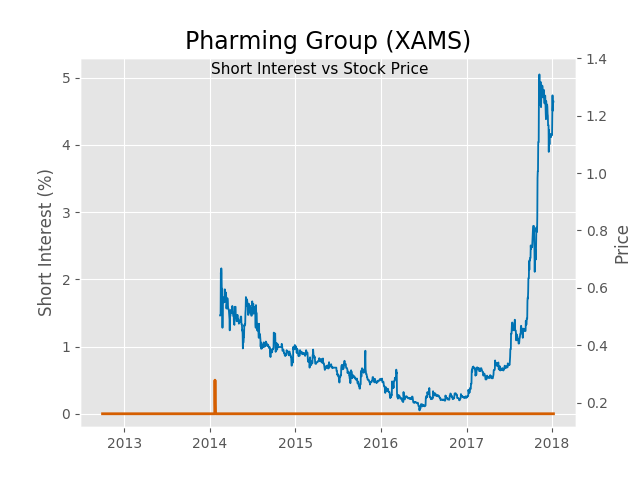 Pharming Group (XAMS)
Short Interest vs Stock Price
Short Interest (%)
5
4
3
2
1
0
1.4
1.2
1.0
0.8
0.6
0.4
0.2
Price
2013 2014 2015 2016 2017 2018